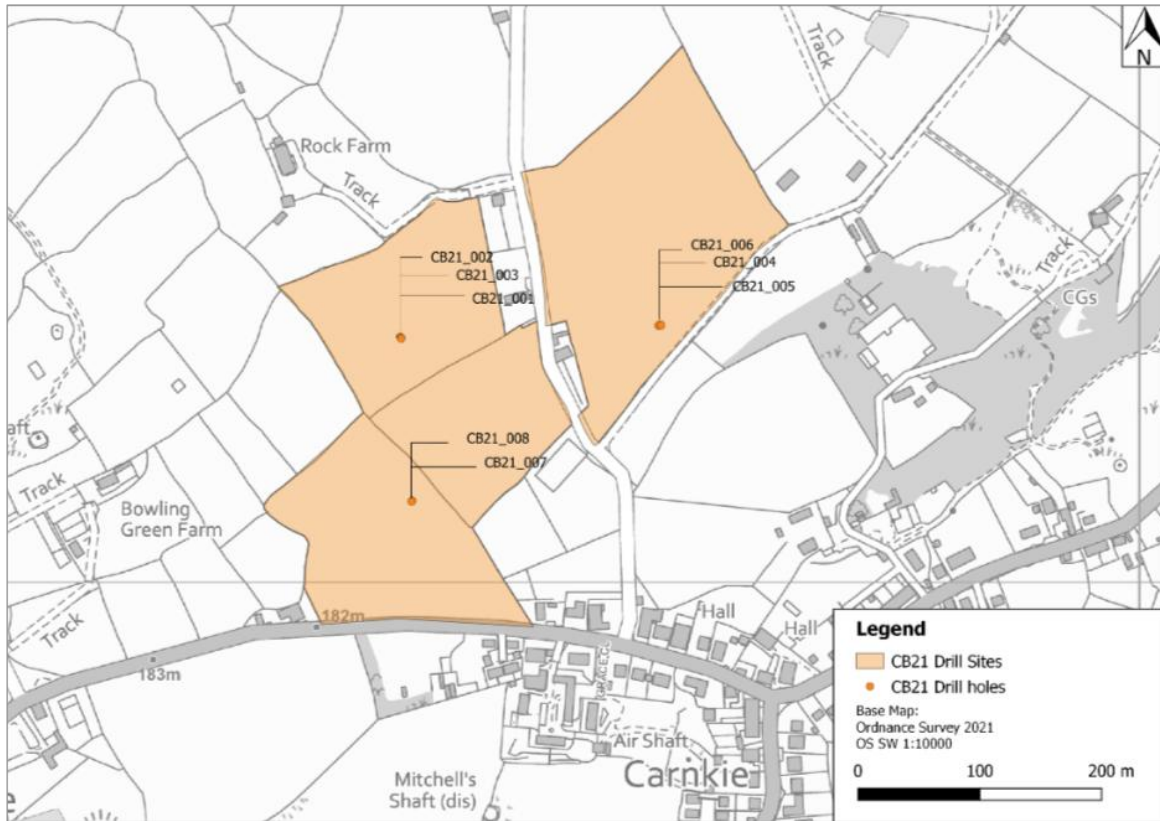 N
Track
Rock Farm
Track
CB21_002
CB21_003
CB21_001
CB21_006
CB21_004
CB21_005
Track
CGs
CB21_008
CB21_007
aft
Track
Bowling
Green Farm
Track
182m
183m
Hall
Hall
GRACE CL
Air Shaft
Carnkie
Mitchell's
Shaft (dis)
e
Legend
CB21 Drill Sites
CB21 Drill holes
Base Map:
Ordnance Survey 2021
OS SW 1:10000
0 100 200 m